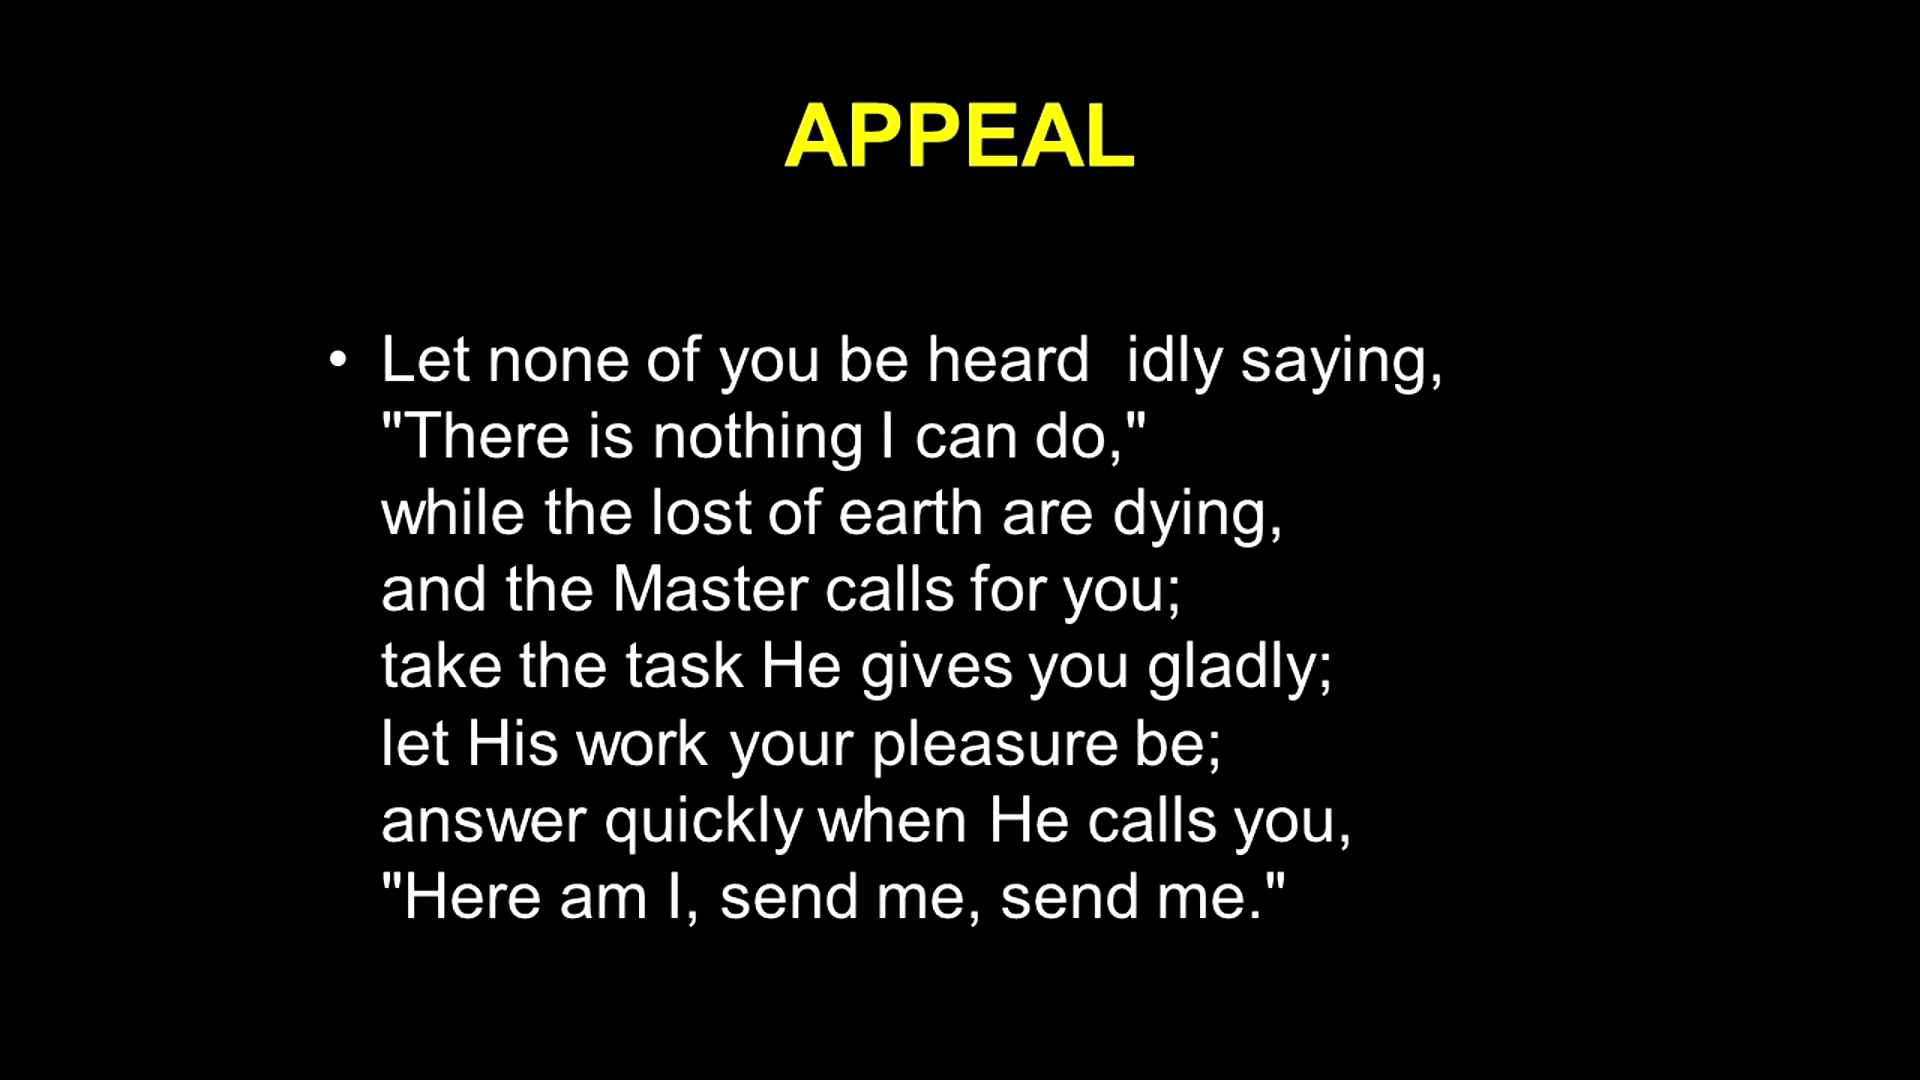 APPEAL
• Let none of you be heard  idly saying,
"There is nothing I can do,"
while the lost of earth are dying,
and the Master calls for you;
take the task He gives you gladly;
let His work your pleasure be;
answer quickly when He calls you,
"Here am I, send me, send me."